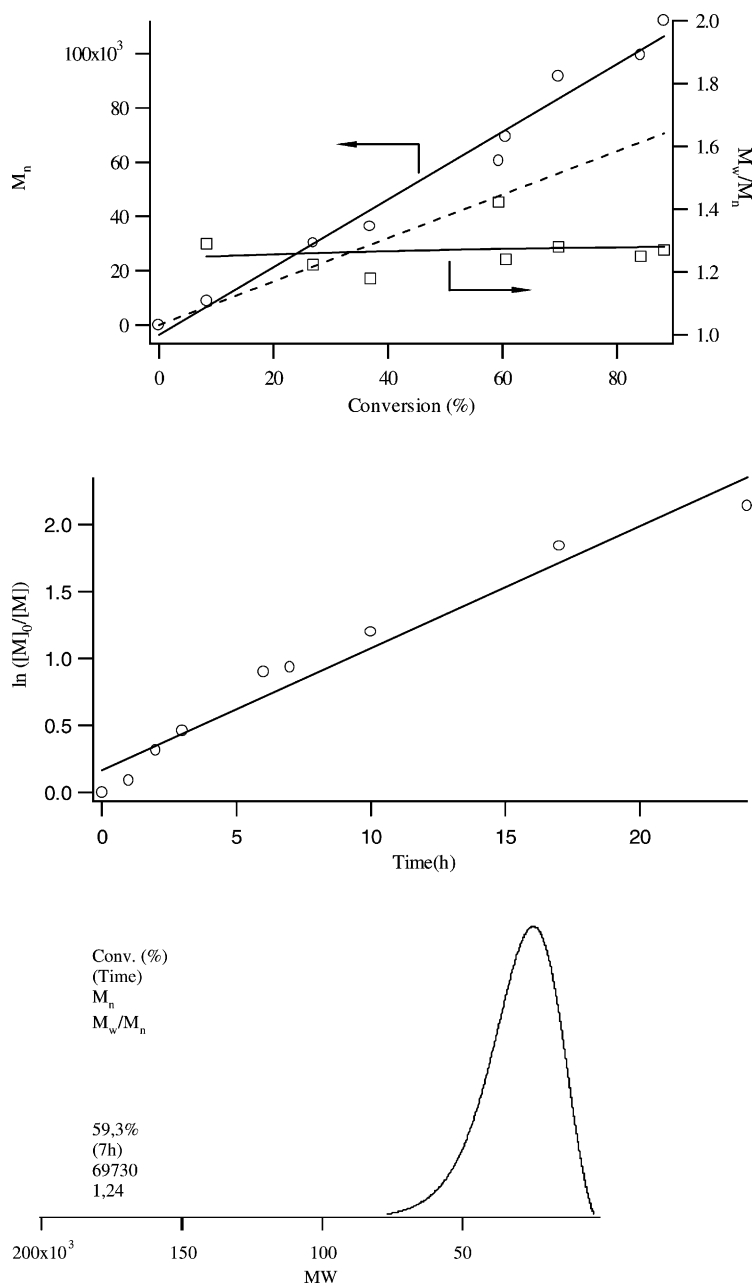 100x10³
80
60
40
20
0
Mₙ
2.0
1.8
1.6
1.4
1.2
1.0
M_w/Mₙ
0 20 40 60 80
Conversion (%)
2.0
1.5
1.0
0.5
0.0
ln ([M]₀/[M])
0 5 10 15 20
Time(h)
Conv. (%)
(Time)
Mₙ
M_w/Mₙ
59,3%
(7h)
69730
1,24
200x10³ 150 100 50
MW